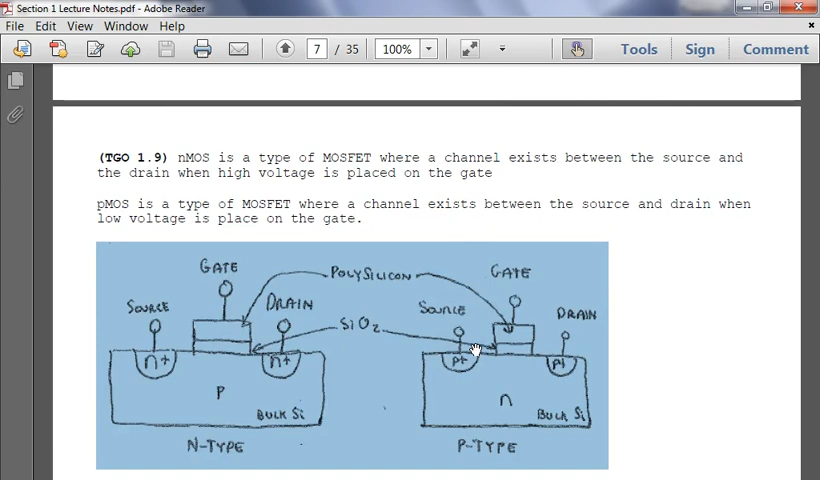 Section 1 Lecture Notes.pdf - Adobe Reader
File Edit View Window Help
7 / 35 100% Tools Sign Comment
(TGO 1.9) nMOS is a type of MOSFET where a channel exists between the source and
the drain when high voltage is placed on the gate
pMOS is a type of MOSFET where a channel exists between the source and drain when
low voltage is place on the gate.
GATE POLYSILICON GATE
SOURCE DRAIN SiO2 SOURCE DRAIN
n+ n+ P+ P+
P n
BULK Si BULK Si
N-TYPE P-TYPE